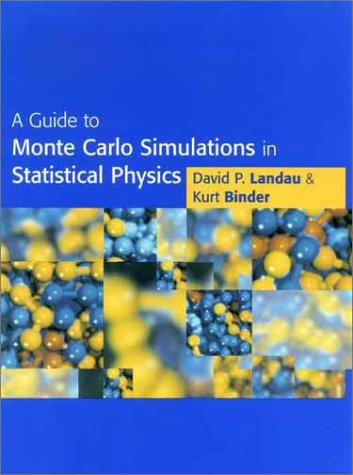 A Guide to
Monte Carlo Simulations in
Statistical Physics
David P. Landau &
Kurt Binder